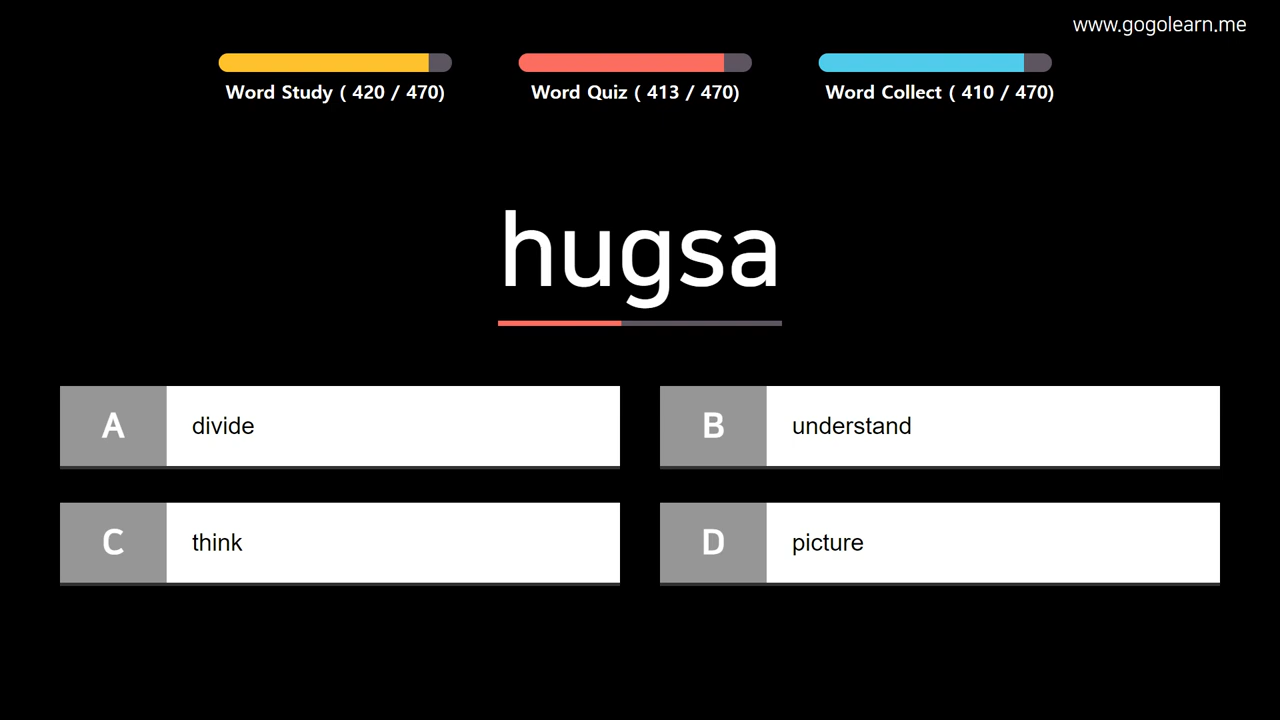 www.gogolearn.me
Word Study ( 420 / 470)
Word Quiz ( 413 / 470)
Word Collect ( 410 / 470)
hugsa
A divide
B understand
C think
D picture